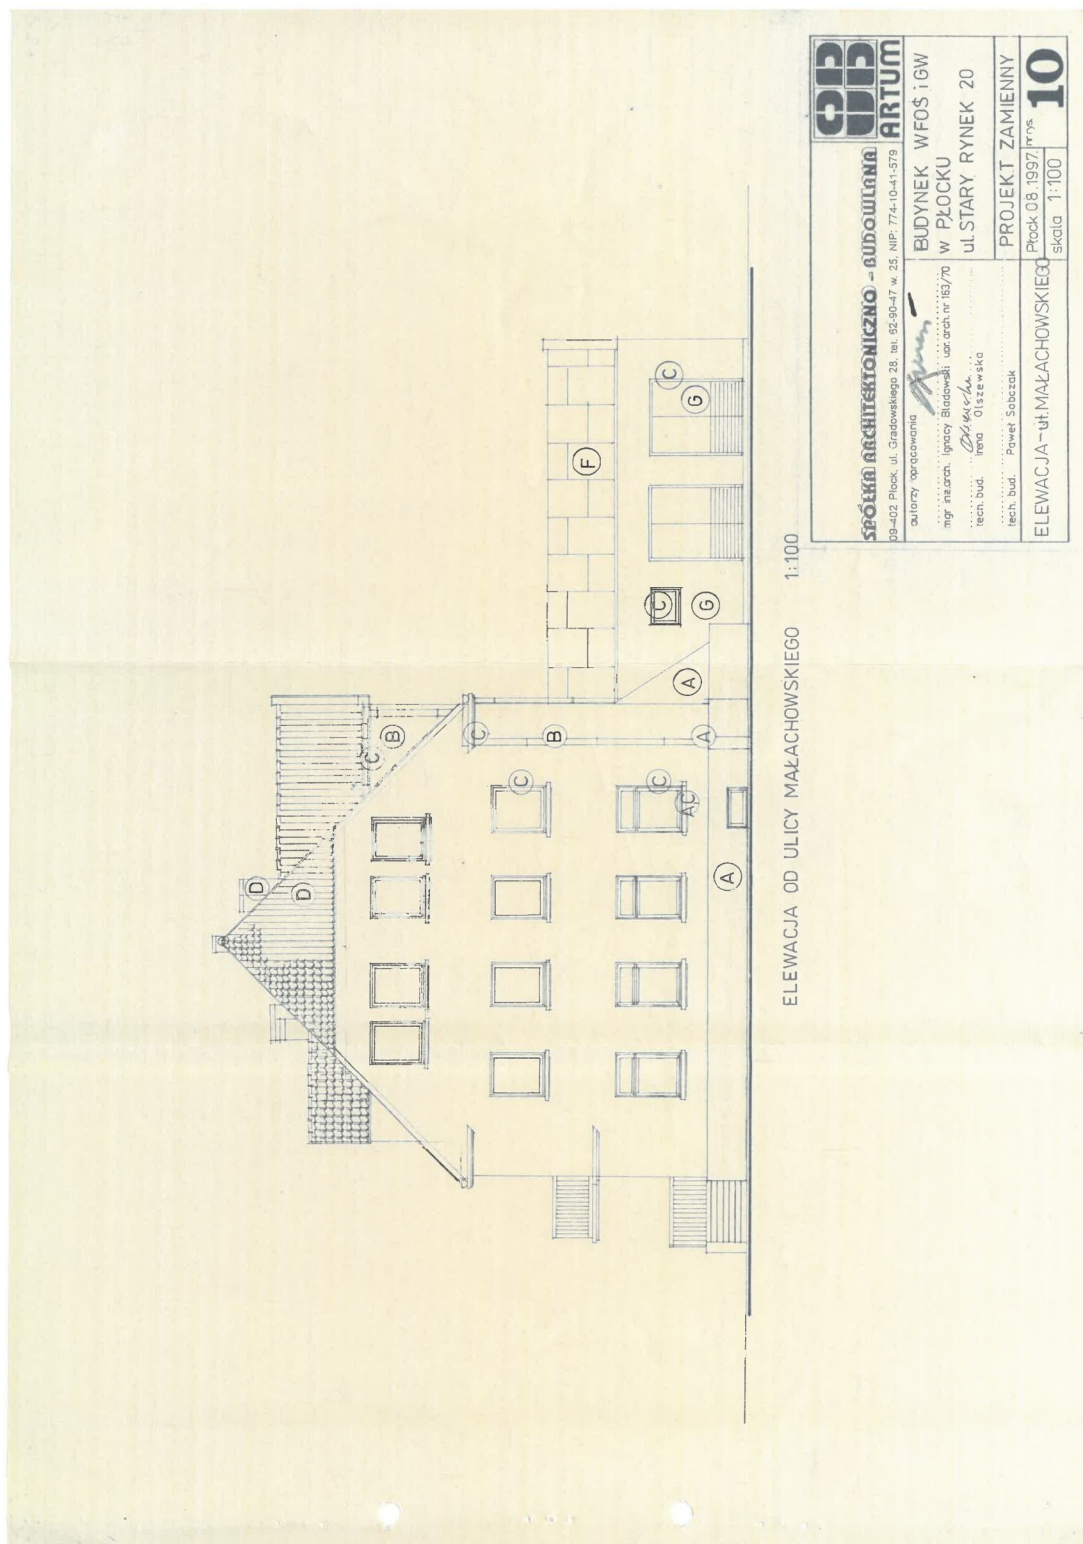 D
D
C
B
C
B
C
C
AC
A
A
A
F
C
G
C
G
ELEWACJA OD ULICY MAŁACHOWSKIEGO 1:100
SPÓŁKA ARCHITEKTONICZNO - BUDOWLANA
ARTUM
09-402 Płock, ul. Gradowskiego 28, tel. 62-90-47 w. 25, NIP: 774-10-41-579
autorzy opracowania
mgr inż. arch. Ignacy Bladowski upr. arch. nr 163/70
tech. bud. Irena Olszewska
tech. bud. Paweł Sobczak
BUDYNEK WFOŚ i GW
W PŁOCKU
ul. STARY RYNEK 20
PROJEKT ZAMIENNY
ELEWACJA - ul. MAŁACHOWSKIEGO
Płock 08.1997.
nr rys. 10
skala 1:100